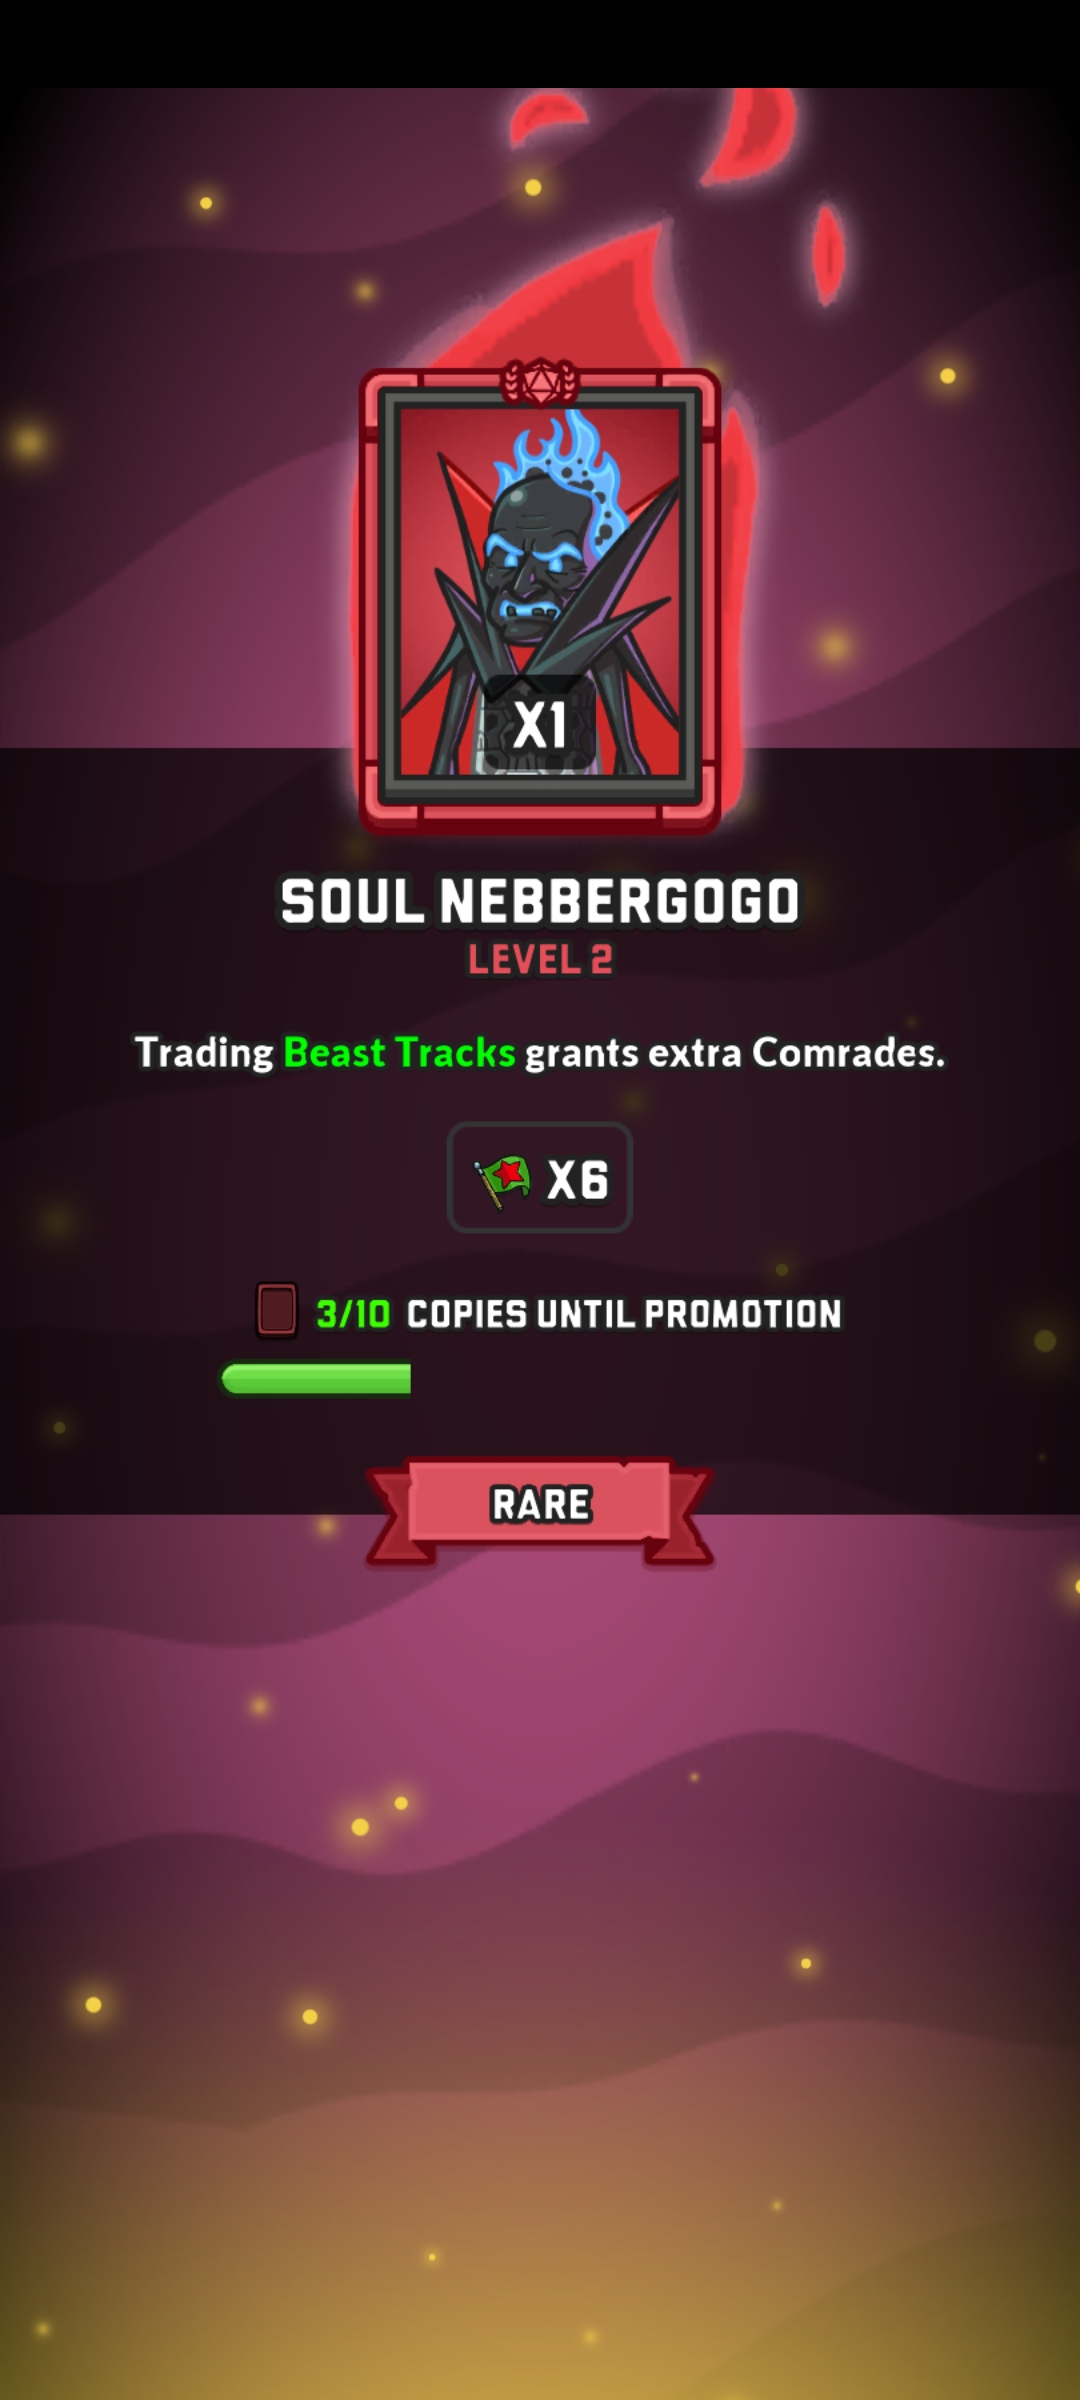 X1
SOUL NEBBERGOGO
LEVEL 2
Trading Beast Tracks grants extra Comrades.
X6
3/10 COPIES UNTIL PROMOTION
RARE